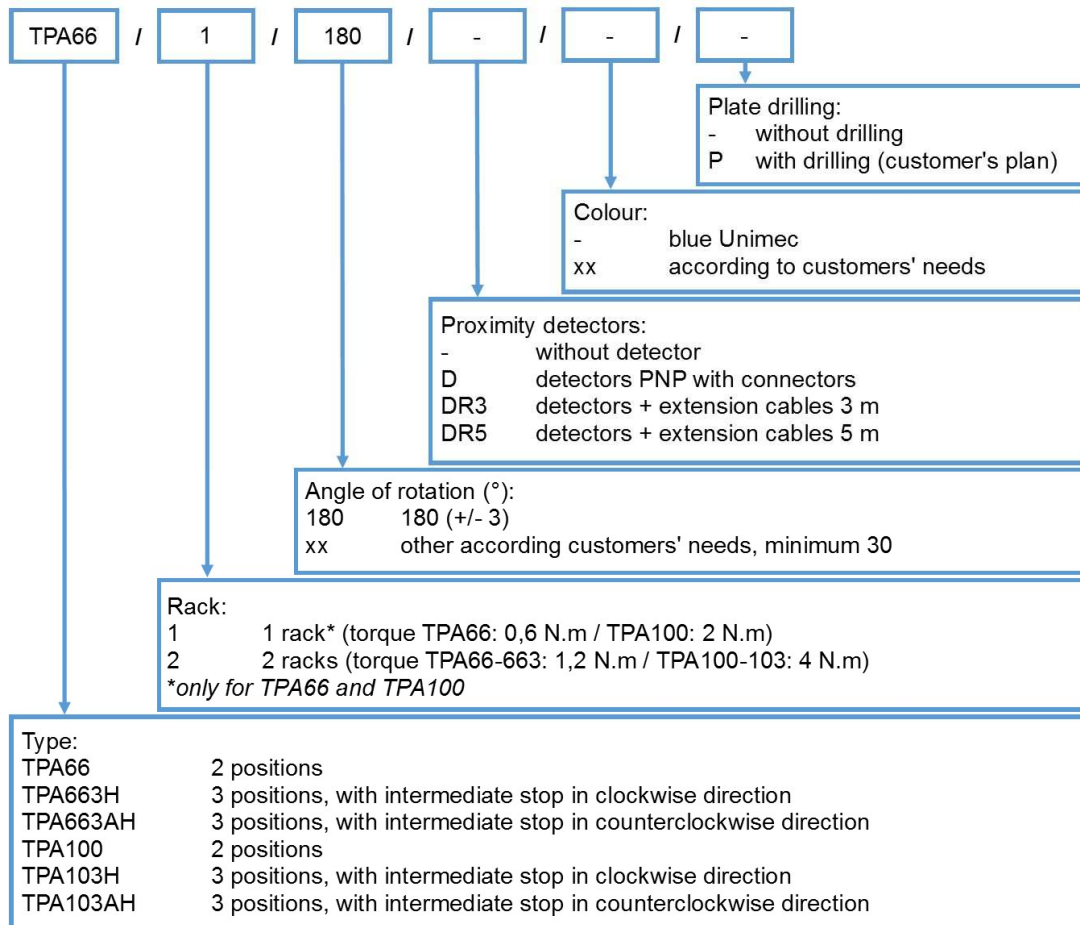 TPA66 / 1 / 180 / - / - / -
Plate drilling:
- without drilling
P with drilling (customer's plan)
Colour:
- blue Unimec
xx according to customers' needs
Proximity detectors:
- without detector
D detectors PNP with connectors
DR3 detectors + extension cables 3 m
DR5 detectors + extension cables 5 m
Angle of rotation (°):
180 180 (+/- 3)
xx other according customers' needs, minimum 30
Rack:
1 1 rack* (torque TPA66: 0,6 N.m / TPA100: 2 N.m)
2 2 racks (torque TPA66-663: 1,2 N.m / TPA100-103: 4 N.m)
*only for TPA66 and TPA100
Type:
TPA66 2 positions
TPA663H 3 positions, with intermediate stop in clockwise direction
TPA663AH 3 positions, with intermediate stop in counterclockwise direction
TPA100 2 positions
TPA103H 3 positions, with intermediate stop in clockwise direction
TPA103AH 3 positions, with intermediate stop in counterclockwise direction